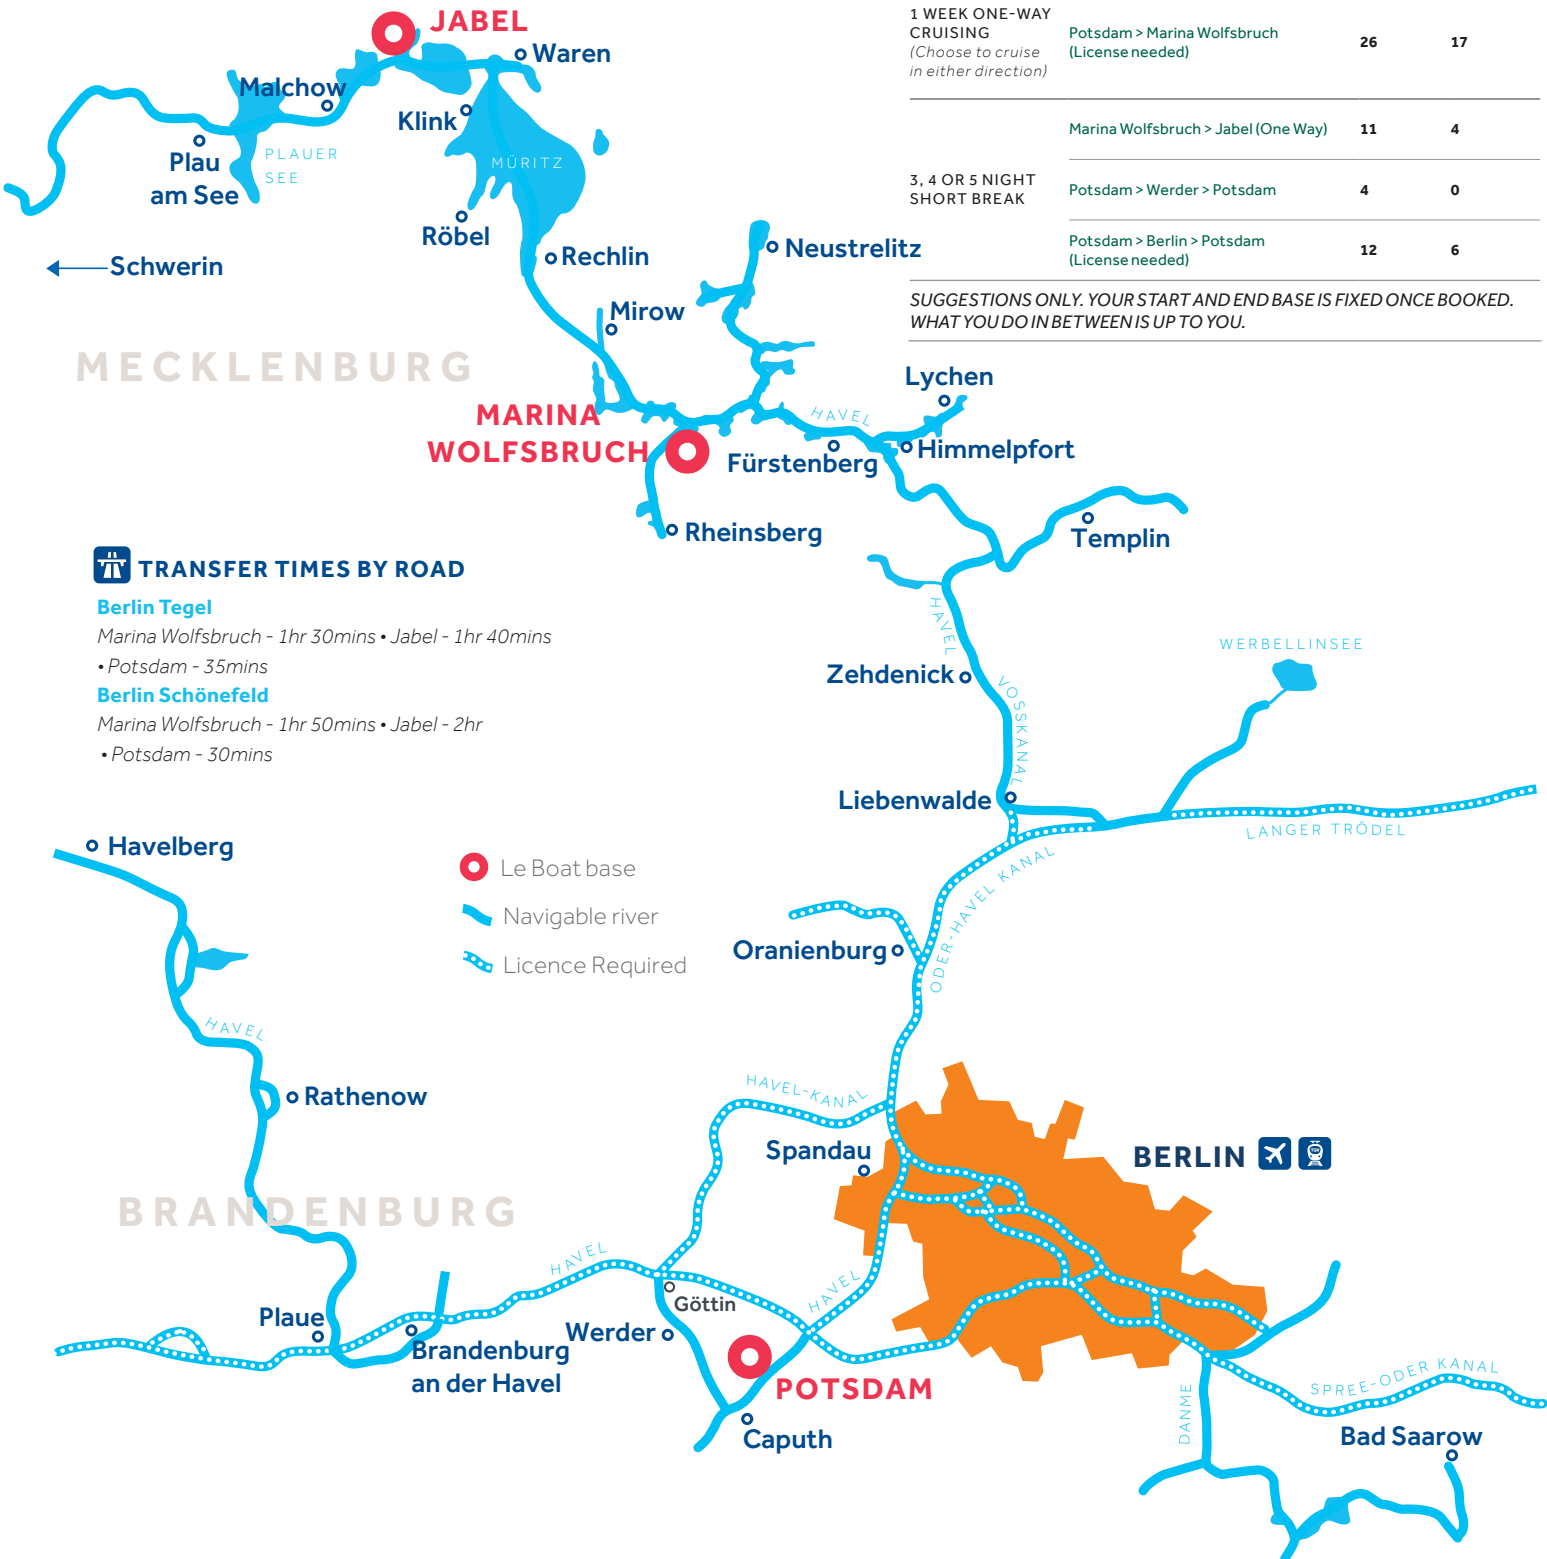 1 WEEK ONE-WAY
CRUISING
(Choose to cruise
in either direction)
Potsdam > Marina Wolfsbruch
(License needed)
26
17
Marina Wolfsbruch > Jabel (One Way)
11
4
3, 4 OR 5 NIGHT
SHORT BREAK
Potsdam > Werder > Potsdam
4
0
Potsdam > Berlin > Potsdam
(License needed)
12
6
SUGGESTIONS ONLY. YOUR START AND END BASE IS FIXED ONCE BOOKED.
WHAT YOU DO IN BETWEEN IS UP TO YOU.
JABEL
Waren
Malchow
Klink
Plau
am See
PLAUER
SEE
MÜRITZ
Röbel
Rechlin
Neustrelitz
Schwerin
Mirow
MECKLENBURG
Lychen
MARINA
WOLFSBRUCH
HAVEL
Fürstenberg
Himmelpfort
Rheinsberg
Templin
TRANSFER TIMES BY ROAD
Berlin Tegel
Marina Wolfsbruch - 1hr 30mins • Jabel - 1hr 40mins
• Potsdam - 35mins
Berlin Schönefeld
Marina Wolfsbruch - 1hr 50mins • Jabel - 2hr
• Potsdam - 30mins
HAVEL
WERBELLINSEE
Zehdenick
VOSSKANAL
Liebenwalde
LANGER TRÖDEL
Havelberg
Le Boat base
Navigable river
Licence Required
ODER-HAVEL KANAL
Oranienburg
HAVEL
Rathenow
HAVEL-KANAL
Spandau
BERLIN
BRANDENBURG
HAVEL
HAVEL
Göttin
Plaue
Werder
Brandenburg
an der Havel
POTSDAM
Caputh
DANME
SPREE-ODER KANAL
Bad Saarow